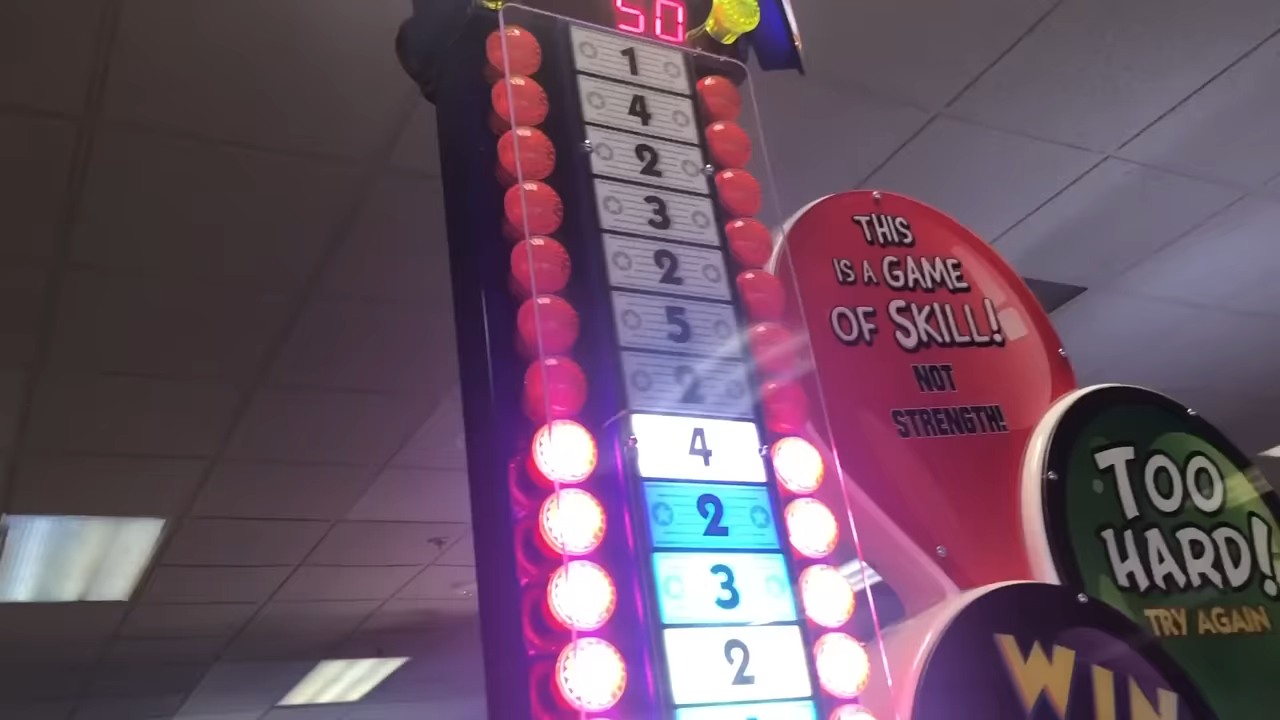 50
1
4
2
3
2
5
2
4
2
3
2
THIS
IS A GAME
OF SKILL!
NOT
STRENGTH!
TOO
HARD!
TRY AGAIN
WIN